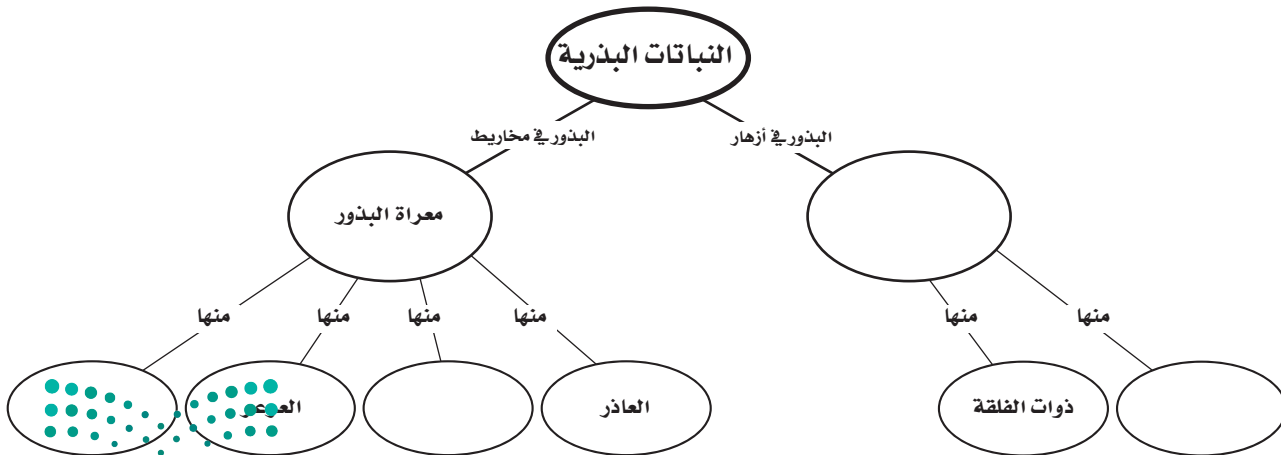 النباتات البذرية
البذور في أزهار
البذور في مخاريط
معراة البذور
منها
منها
منها
منها
منها
منها
ذوات الفلقة
العاذر